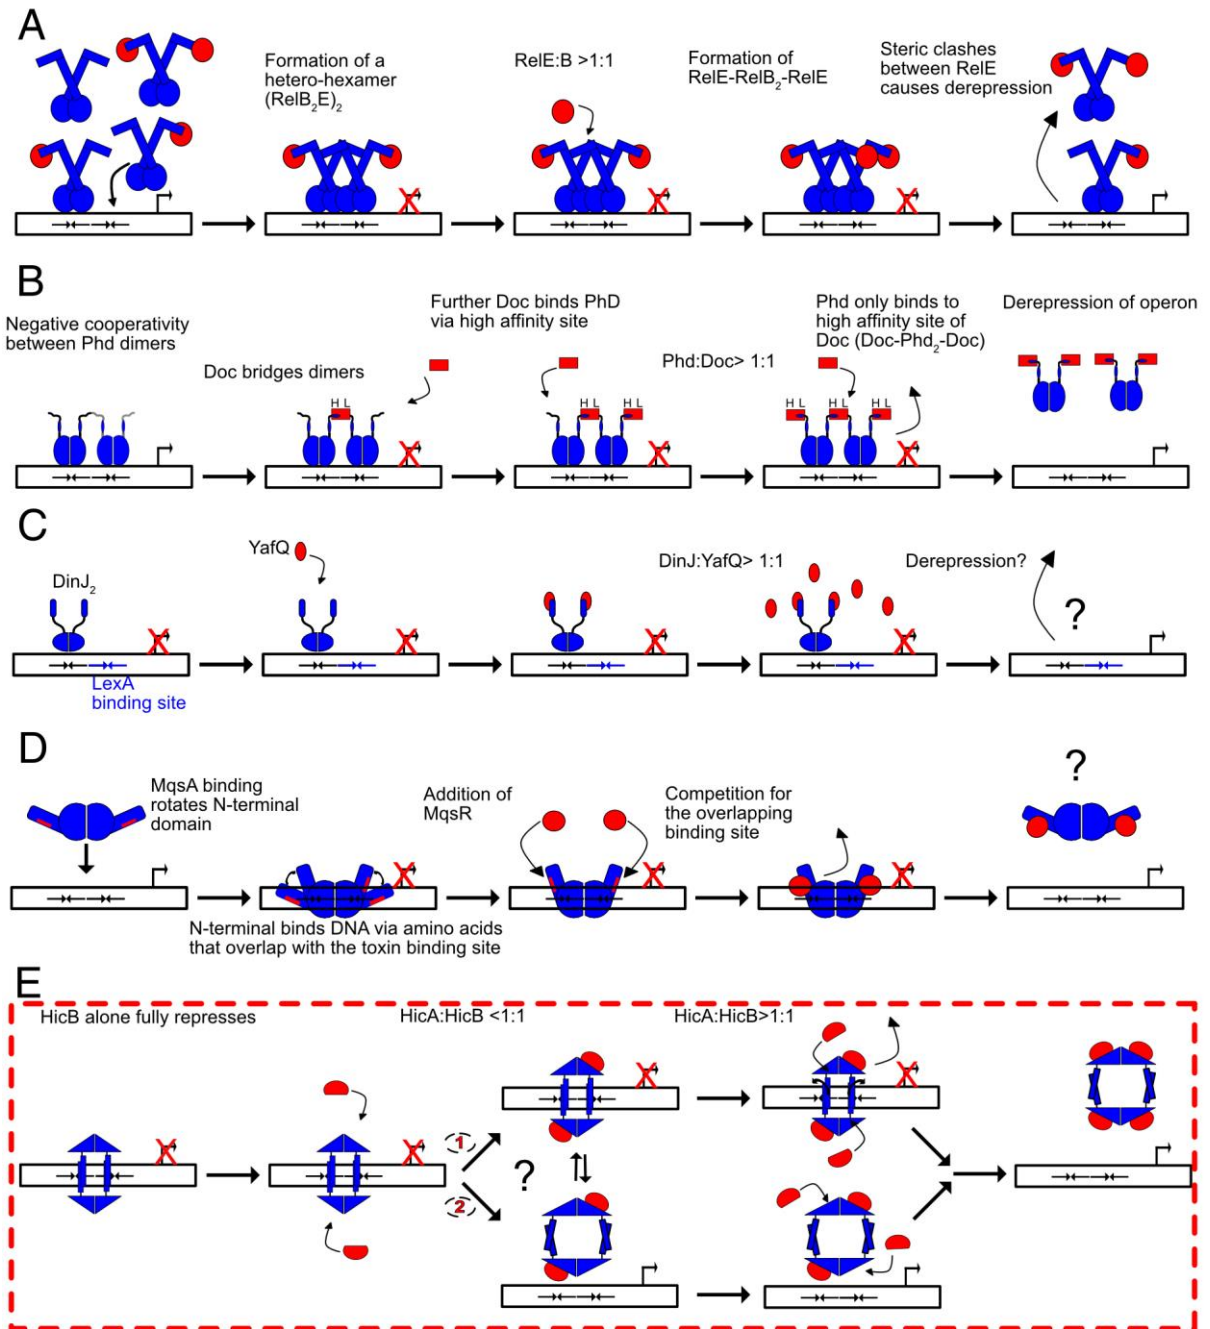 A
Formation of a
hetero-hexamer
(RelB₂E)₂
RelE:B >1:1
Formation of
RelE-RelB₂-RelE
Steric clashes
between RelE
causes derepression
B
Negative cooperativity
between Phd dimers
Doc bridges dimers
H L
Further Doc binds PhD
via high affinity site
H L H L
Phd:Doc> 1:1
Phd only binds to
high affinity site of
Doc (Doc-Phd₂-Doc)
H L H L H L
Derepression of operon
C
DinJ₂
LexA
binding site
YafQ
DinJ:YafQ> 1:1
Derepression?
?
D
MqsA binding
rotates N-terminal
domain
N-terminal binds DNA via amino acids
that overlap with the toxin binding site
Addition of
MqsR
Competition for
the overlapping
binding site
?
E
HicB alone fully represses
HicA:HicB <1:1
HicA:HicB>1:1
1
?
2